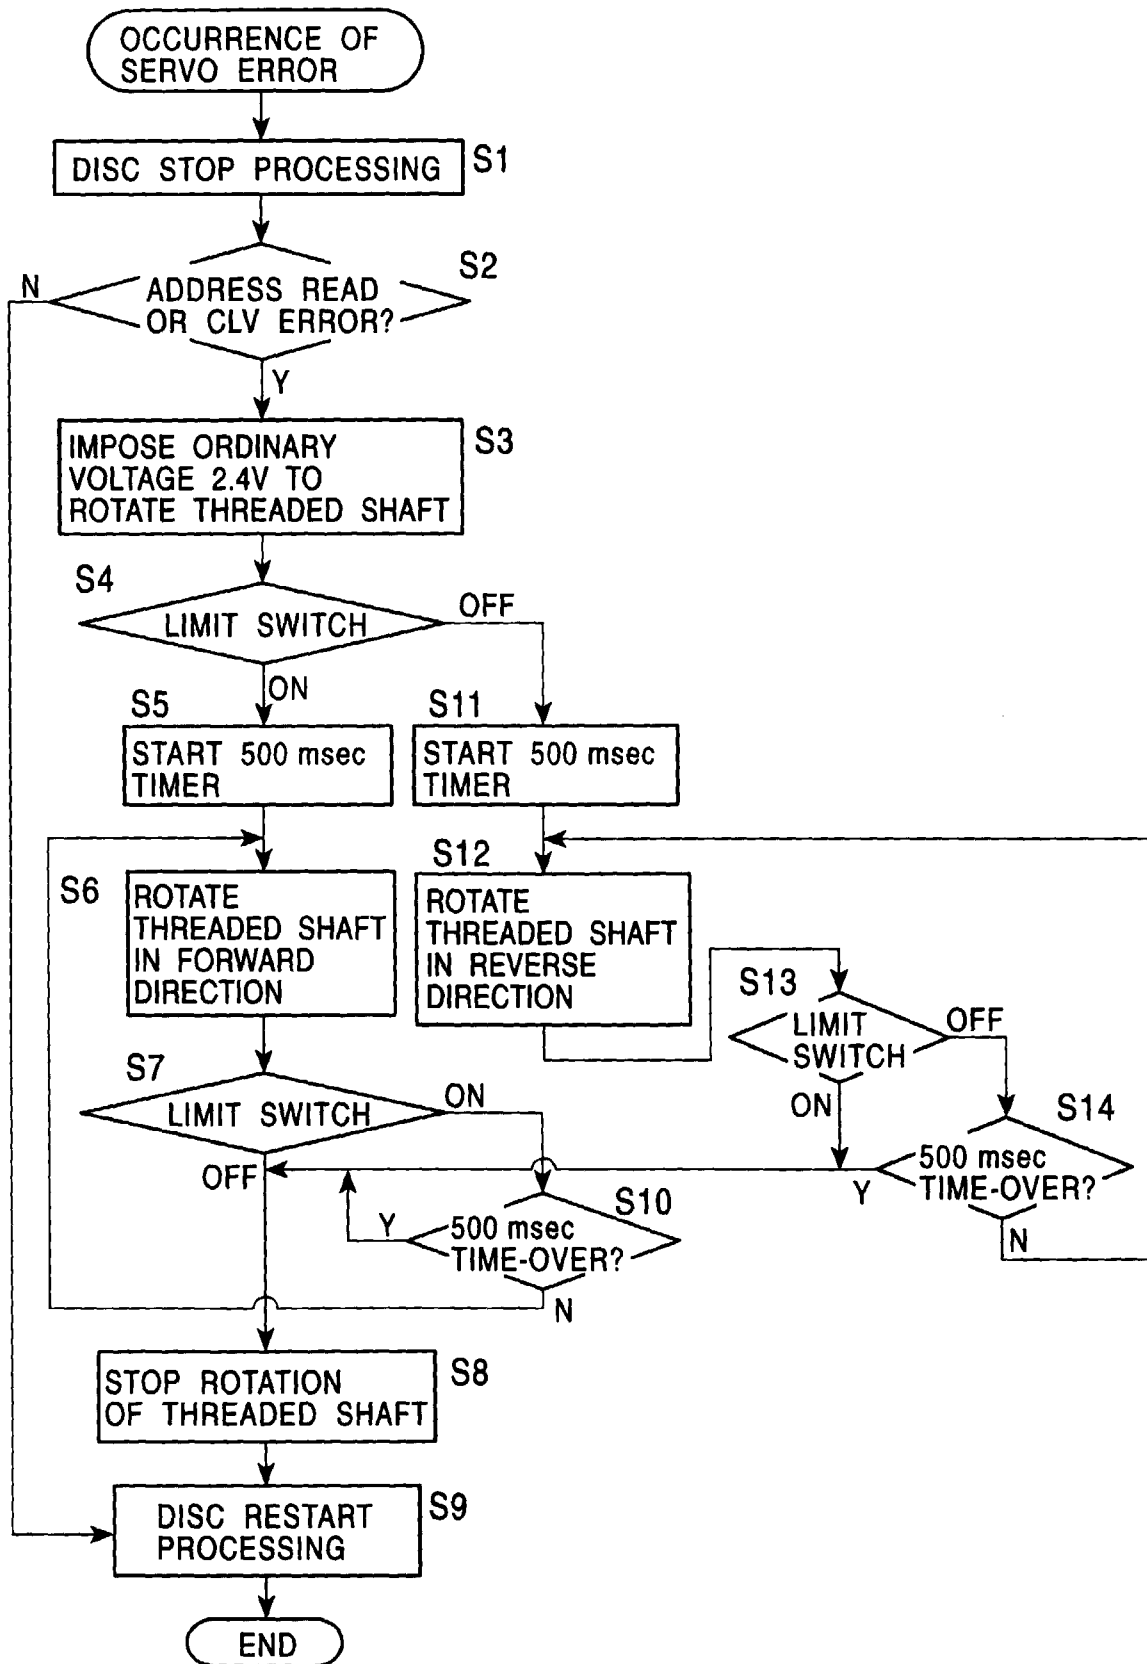 OCCURRENCE OF
SERVO ERROR
DISC STOP PROCESSING
S1
S2
N
ADDRESS READ
OR CLV ERROR?
Y
IMPOSE ORDINARY
VOLTAGE 2.4V TO
ROTATE THREADED SHAFT
S3
S4
LIMIT SWITCH
OFF
ON
S5
START 500 msec
TIMER
S11
START 500 msec
TIMER
S6
ROTATE
THREADED SHAFT
IN FORWARD
DIRECTION
S12
ROTATE
THREADED SHAFT
IN REVERSE
DIRECTION
S13
LIMIT
SWITCH
OFF
ON
S14
500 msec
TIME-OVER?
Y
N
S7
LIMIT SWITCH
ON
OFF
S10
500 msec
TIME-OVER?
Y
N
STOP ROTATION
OF THREADED SHAFT
S8
DISC RESTART
PROCESSING
S9
END